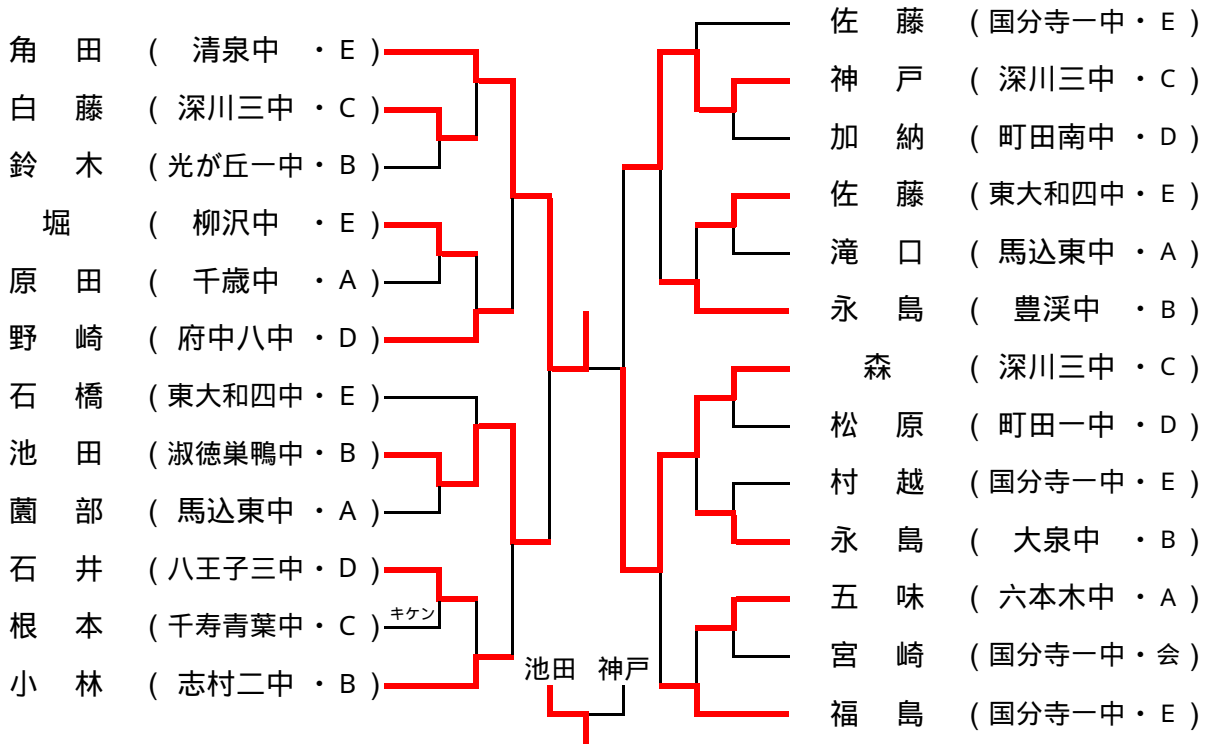 角 田 ( 清泉中 ・ E )
白 藤 ( 深川三中 ・ C )
鈴 木 ( 光が丘一中・ B )
堀 ( 柳沢中 ・ E )
原 田 ( 千歳中 ・ A )
野 崎 ( 府中八中 ・ D )
石 橋 ( 東大和四中・ E )
池 田 ( 淑徳巣鴨中・ B )
薗 部 ( 馬込東中 ・ A )
石 井 ( 八王子三中・ D )
根 本 ( 千寿青葉中・ C ) キケン
小 林 ( 志村二中 ・ B )
池田 神戸
佐 藤 ( 国分寺一中・ E )
神 戸 ( 深川三中 ・ C )
加 納 ( 町田南中 ・ D )
佐 藤 ( 東大和四中・ E )
滝 口 ( 馬込東中 ・ A )
永 島 ( 豊渓中 ・ B )
森 ( 深川三中 ・ C )
松 原 ( 町田一中 ・ D )
村 越 ( 国分寺一中・ E )
永 島 ( 大泉中 ・ B )
五 味 ( 六本木中 ・ A )
宮 崎 ( 国分寺一中・ 会 )
福 島 ( 国分寺一中・ E )